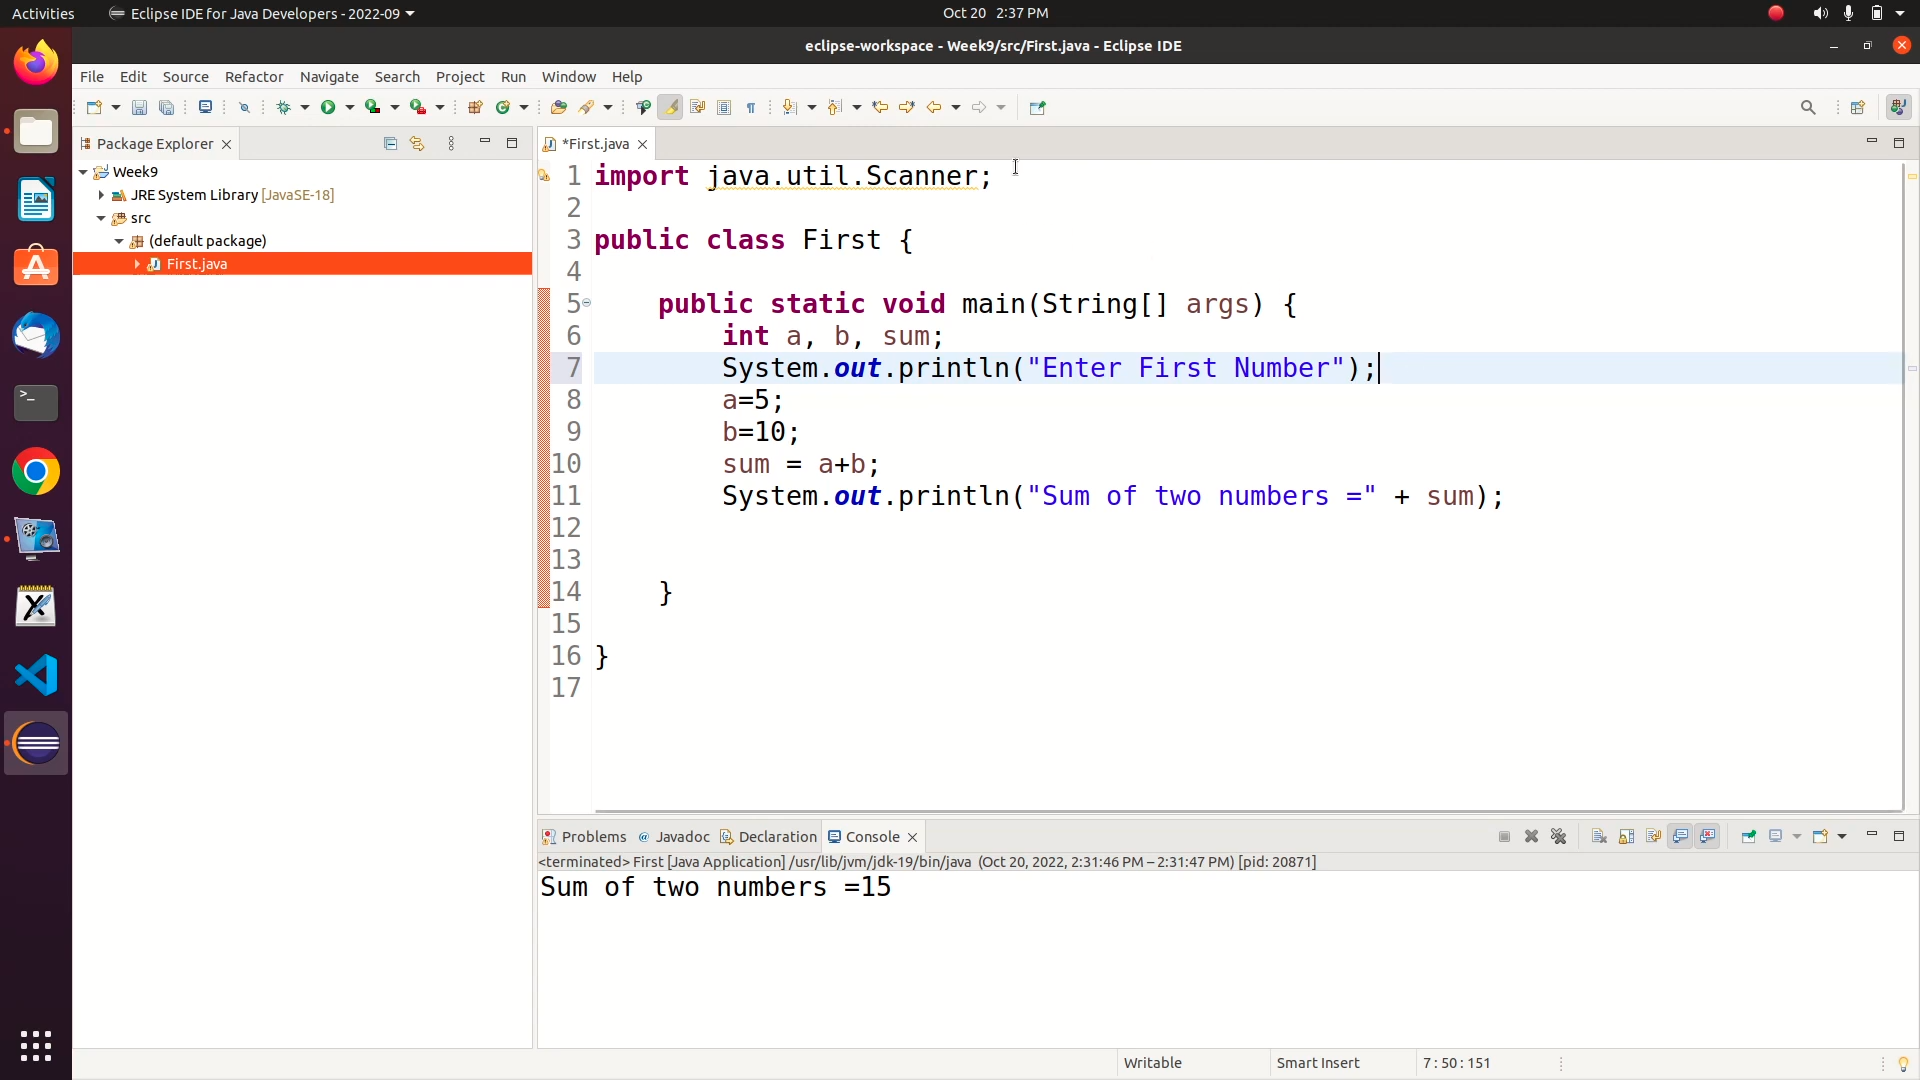 Activities Eclipse IDE for Java Developers - 2022-09 Oct 20 2:37 PM
eclipse-workspace - Week9/src/First.java - Eclipse IDE
File Edit Source Refactor Navigate Search Project Run Window Help
Package Explorer *First.java
Week9
JRE System Library [JavaSE-18]
src
(default package)
First.java
1 import java.util.Scanner;
2
3 public class First {
4
5 public static void main(String[] args) {
6 int a, b, sum;
7 System.out.println("Enter First Number");
8 a=5;
9 b=10;
10 sum = a+b;
11 System.out.println("Sum of two numbers =" + sum);
12
13
14 }
15
16 }
17
Problems @ Javadoc Declaration Console
<terminated> First [Java Application] /usr/lib/jvm/jdk-19/bin/java (Oct 20, 2022, 2:31:46 PM – 2:31:47 PM) [pid: 20871]
Sum of two numbers =15
Writable Smart Insert 7 : 50 : 151